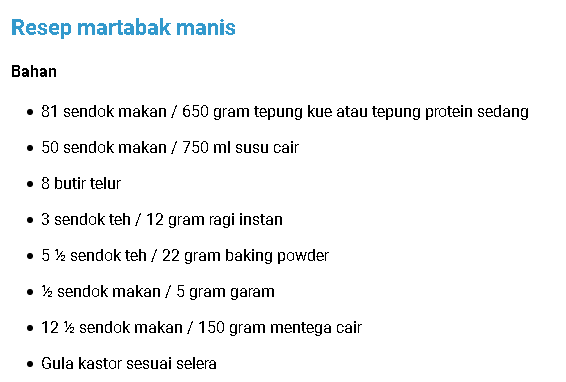 Resep martabak manis
Bahan
• 81 sendok makan / 650 gram tepung kue atau tepung protein sedang
• 50 sendok makan / 750 ml susu cair
• 8 butir telur
• 3 sendok teh / 12 gram ragi instan
• 5 ½ sendok teh / 22 gram baking powder
• ½ sendok makan / 5 gram garam
• 12 ½ sendok makan / 150 gram mentega cair
• Gula kastor sesuai selera